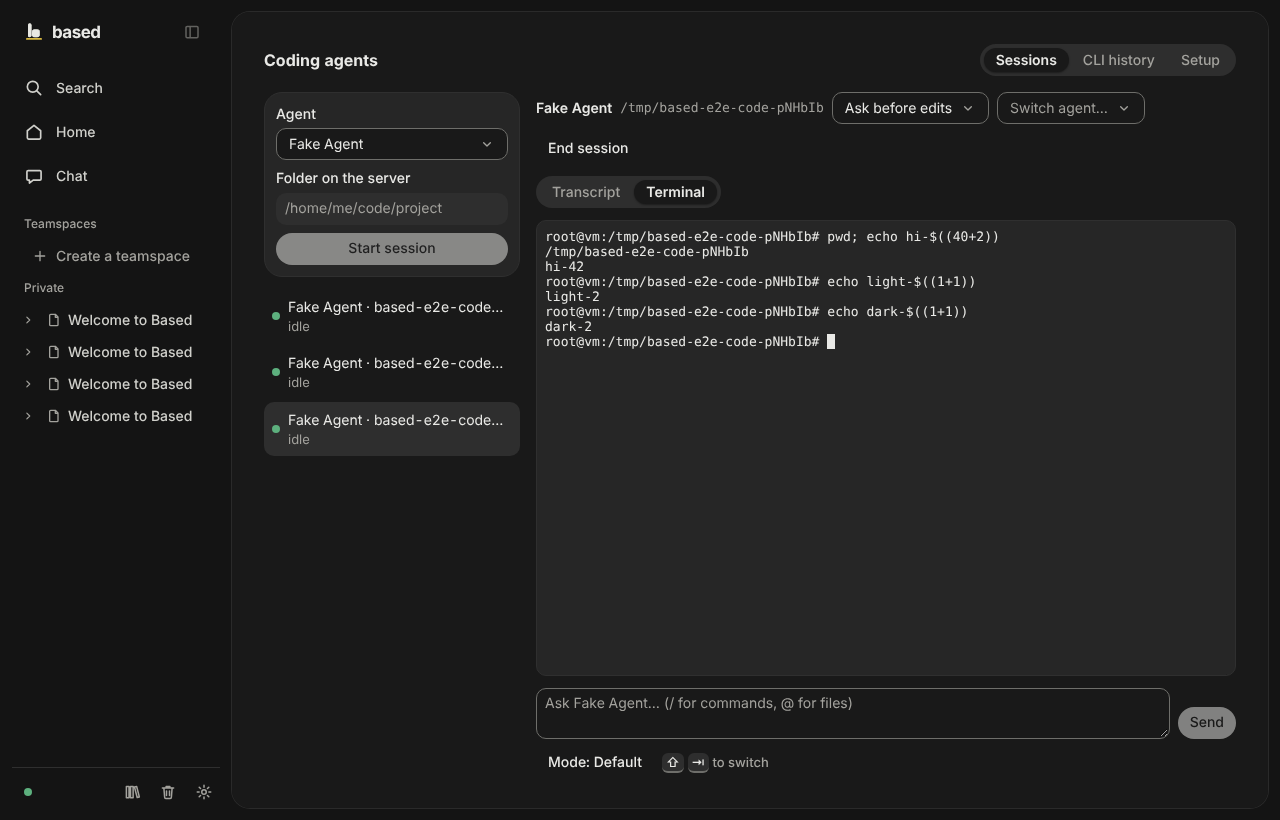 based
Search
Home
Chat
Teamspaces
Create a teamspace
Private
Welcome to Based
Welcome to Based
Welcome to Based
Welcome to Based
Coding agents
Sessions
CLI history
Setup
Agent
Fake Agent
Folder on the server
/home/me/code/project
Start session
Fake Agent · based-e2e-code...
idle
Fake Agent · based-e2e-code...
idle
Fake Agent · based-e2e-code...
idle
Fake Agent /tmp/based-e2e-code-pNHbIb
Ask before edits
Switch agent...
End session
Transcript
Terminal
root@vm:/tmp/based-e2e-code-pNHbIb# pwd; echo hi-$((40+2))
/tmp/based-e2e-code-pNHbIb
hi-42
root@vm:/tmp/based-e2e-code-pNHbIb# echo light-$((1+1))
light-2
root@vm:/tmp/based-e2e-code-pNHbIb# echo dark-$((1+1))
dark-2
root@vm:/tmp/based-e2e-code-pNHbIb#
Ask Fake Agent... (/ for commands, @ for files)
Send
Mode: Default
to switch